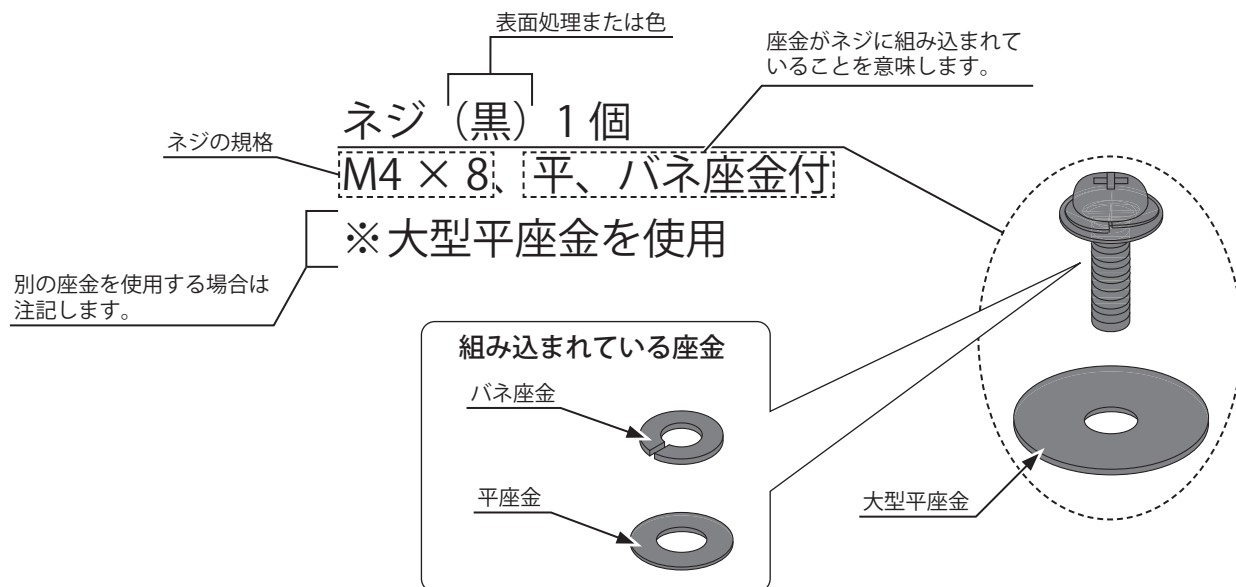 表面処理または色
座金がネジに組み込まれて
いることを意味します。
ネジ（黒）1 個
ネジの規格
M4 × 8、平、バネ座金付
※大型平座金を使用
別の座金を使用する場合は
注記します。
組み込まれている座金
バネ座金
平座金
大型平座金